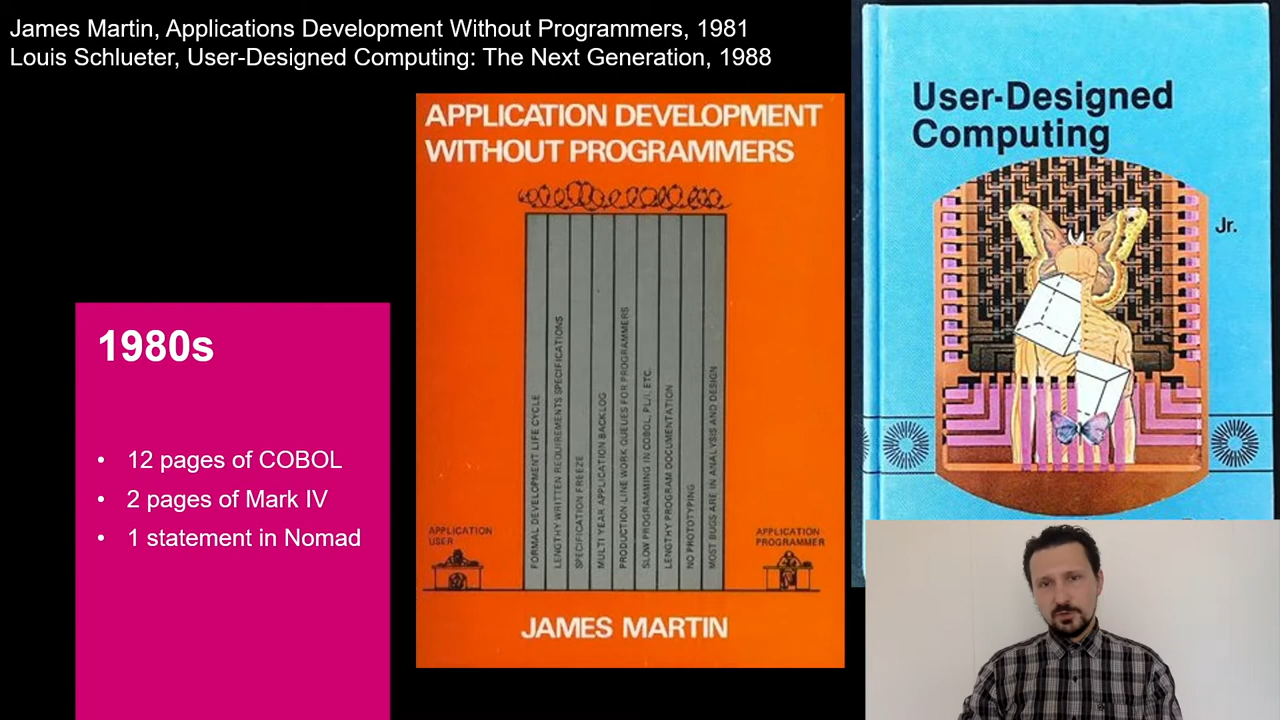 James Martin, Applications Development Without Programmers, 1981
Louis Schlueter, User-Designed Computing: The Next Generation, 1988
APPLICATION DEVELOPMENT
WITHOUT PROGRAMMERS
FORMAL DEVELOPMENT LIFE CYCLE
LENGTHY WRITTEN REQUIREMENTS SPECIFICATIONS
SPECIFICATION FREEZE
MULTI YEAR APPLICATION BACKLOG
PRODUCTION-LINE WORK QUEUES FOR PROGRAMMERS
SLOW PROGRAMMING IN COBOL, PL/I, ETC.
LENGTHY PROGRAM DOCUMENTATION
NO PROTOTYPING
MOST BUGS ARE IN ANALYSIS AND DESIGN
APPLICATION
USER
APPLICATION
PROGRAMMER
JAMES MARTIN
User-Designed
Computing
Jr.
1980s
• 12 pages of COBOL
• 2 pages of Mark IV
• 1 statement in Nomad